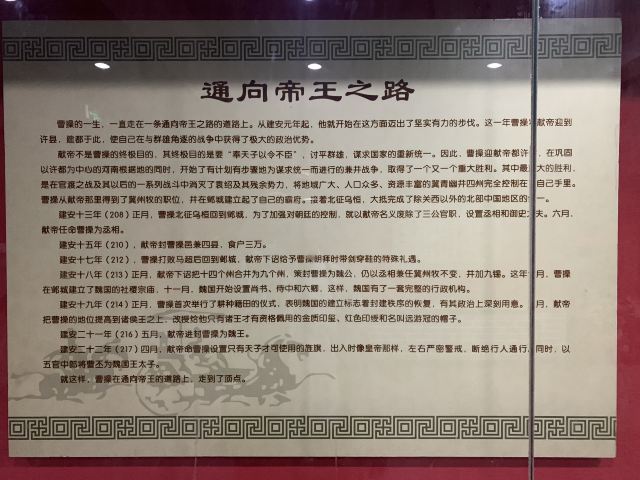 通向帝王之路
曹操的一生，一直走在一条通向帝王之路的道路上。从建安元年起，他就开始在这方面迈出了坚实有力的步伐。这一年曹操将献帝迎到
许县，建都于此，使自己在与群雄角逐的战争中获得了极大的政治优势。
献帝不是曹操的终极目的，其终极目的是要“奉天子以令不臣”，讨平群雄，谋求国家的重新统一。因此，曹操迎献帝都许，在巩固
以许都为中心的河南根据地的同时，开始了有计划有步骤地为谋求统一而进行的兼并战争，取得了一个又一个重大胜利。其中最大的胜利，
是在官渡之战及其以后的一系列战斗中消灭了袁绍及其残余势力，将地域广大、人口众多、资源丰富的冀青幽并四州完全控制在自己手里。
曹操从献帝那里得到了冀州牧的职位，并在邺城建立起了自己的霸府。接着北征乌桓，大抵完成了除关西以外的北部中国地区的统一。
建安十三年（208）正月，曹操北征乌桓回到邺城，为了加强对朝廷的控制，就以献帝名义废除了三公官职，设置丞相和御史大夫。六月，
献帝任命曹操为丞相。
建安十五年（210），献帝封曹操邑兼四县，食户三万。
建安十七年（212），曹操打败马超后回到邺城，献帝下诏给予曹操朝拜时带剑穿鞋的特殊礼遇。
建安十八年（213）正月，献帝下诏把十四个州合并为九个州，策封曹操为魏公，仍以丞相兼任冀州牧不变，并加九锡。这年月，曹操
在邺城建立了魏国的社稷宗庙，十一月，魏国开始设置尚书、侍中和六卿，这样，魏国有了一套完整的行政机构。
建安十九年（214）正月，曹操首次举行了耕种籍田的仪式，表明魏国的建立标志着封建秩序的恢复，有其政治上深刻用意。月，献帝
把曹操的地位提高到诸侯王之上，改授给他只有诸王才有资格佩用的金质印玺、红色印绶和名叫远游冠的帽子。
建安二十一年（216）五月，献帝进封曹操为魏王。
建安二十二年（217）四月，献帝命曹操设置只有天子才可使用的旌旗，出入时像皇帝那样，左右严密警戒，断绝行人通行，同时，以
五官中郎将曹丕为魏国王太子。
就这样，曹操在通向帝王的道路上，走到了顶点。